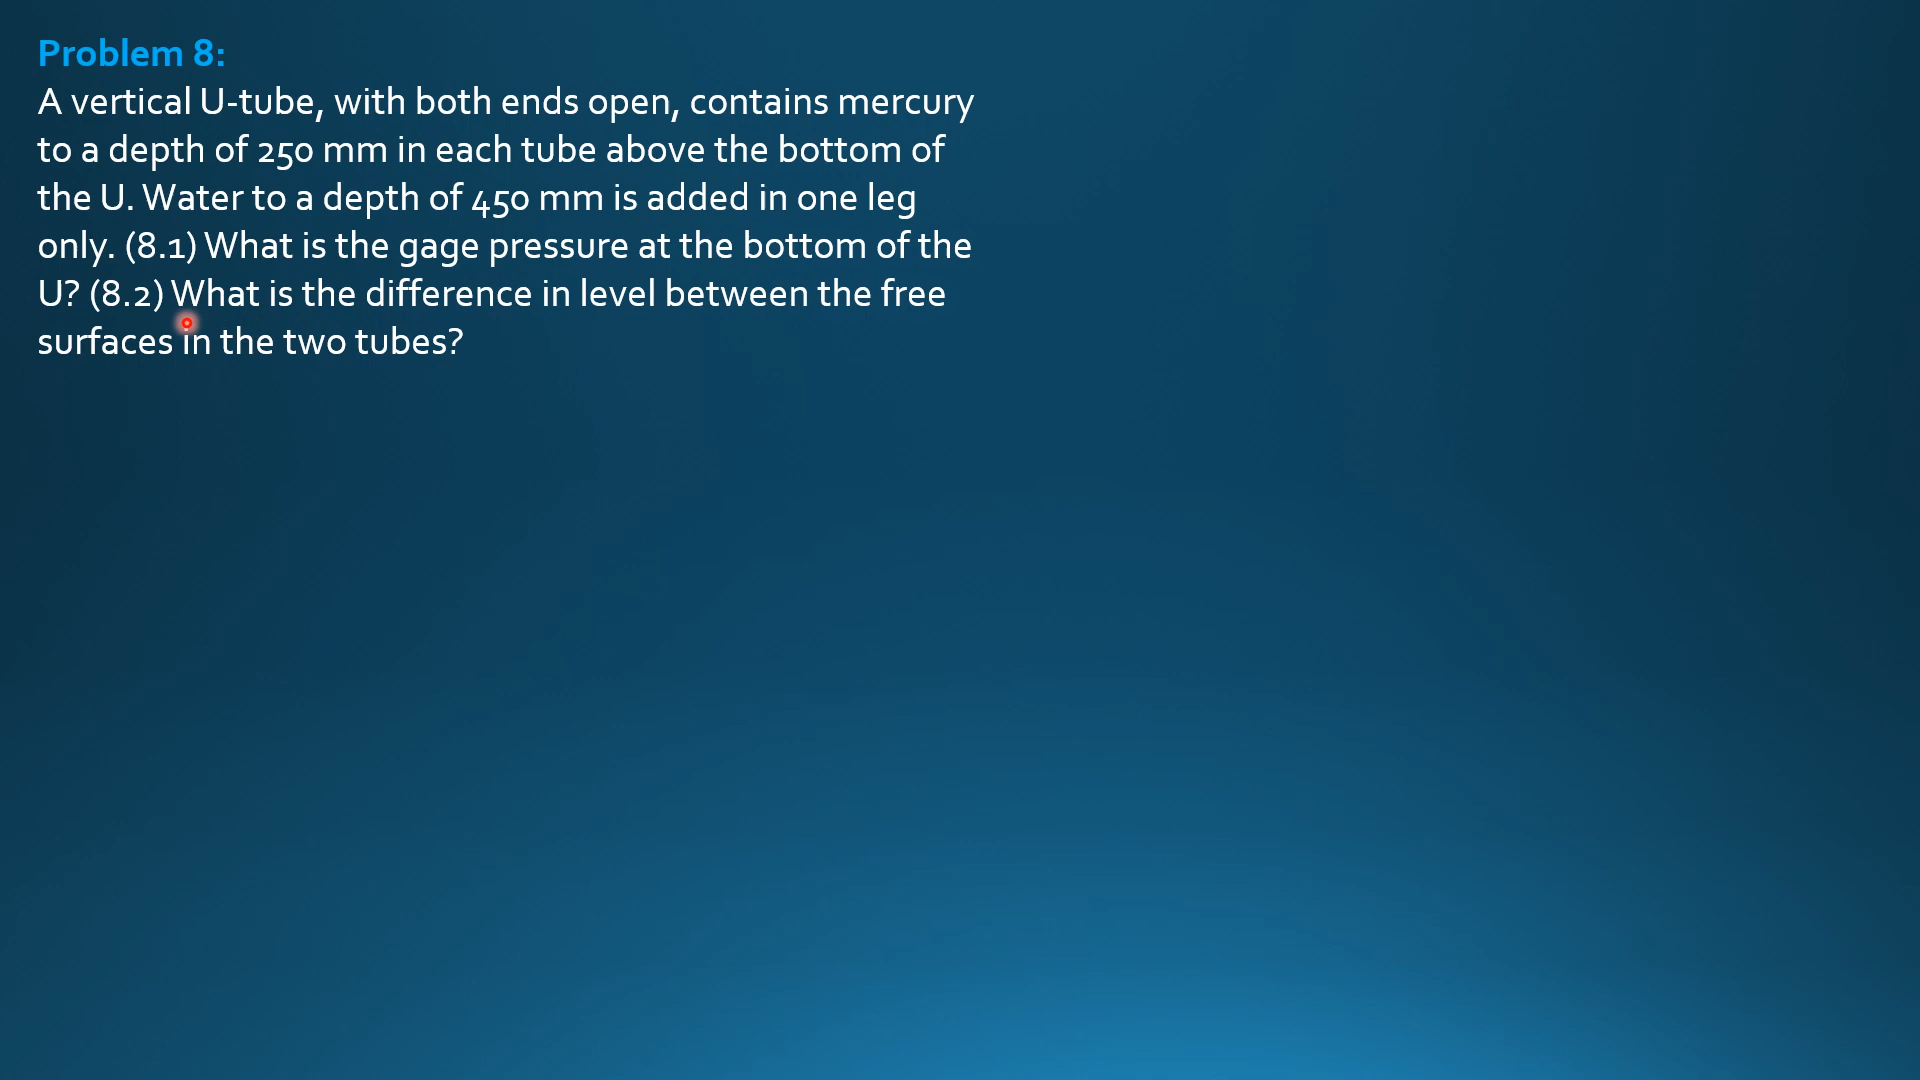 Problem 8:
A vertical U-tube, with both ends open, contains mercury
to a depth of 250 mm in each tube above the bottom of
the U. Water to a depth of 450 mm is added in one leg
only. (8.1) What is the gage pressure at the bottom of the
U? (8.2) What is the difference in level between the free
surfaces in the two tubes?